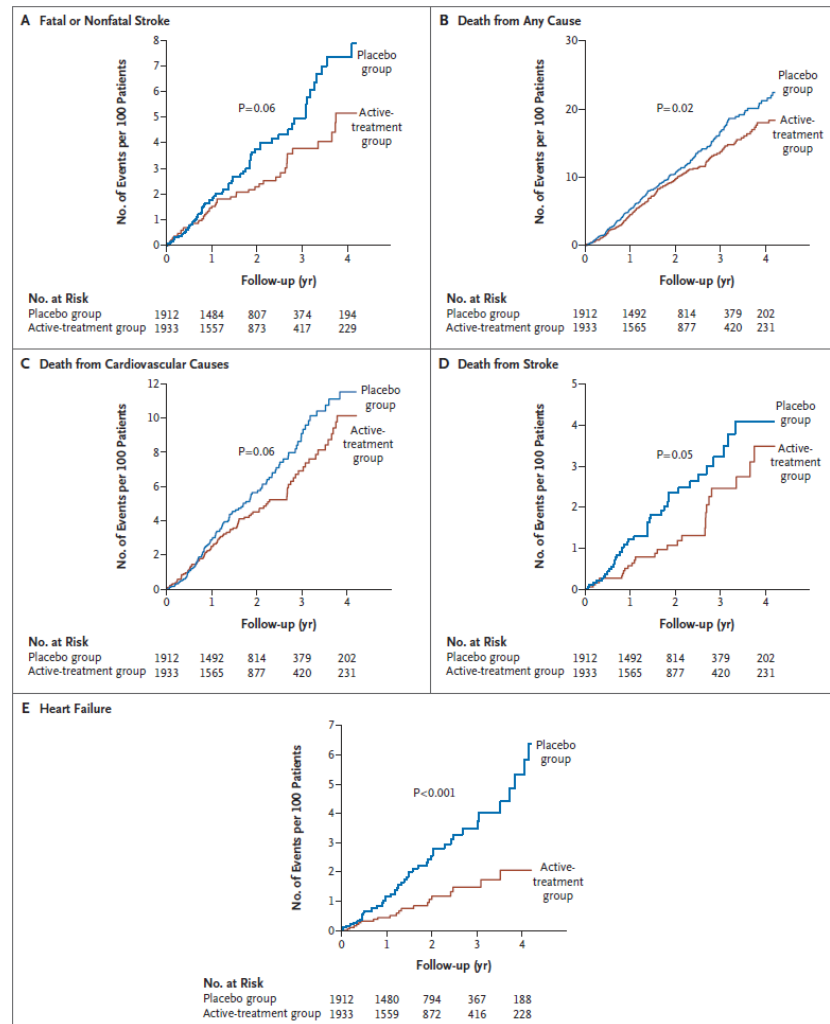 A Fatal or Nonfatal Stroke
No. of Events per 100 Patients
8
7
6
5
4
3
2
1
0
P=0.06
Placebo
group
Active-
treatment
group
0 1 2 3 4
Follow-up (yr)
No. at Risk
Placebo group 1912 1484 807 374 194
Active-treatment group 1933 1557 873 417 229
B Death from Any Cause
No. of Events per 100 Patients
30
20
10
0
P=0.02
Placebo
group
Active-
treatment
group
0 1 2 3 4
Follow-up (yr)
No. at Risk
Placebo group 1912 1492 814 379 202
Active-treatment group 1933 1565 877 420 231
C Death from Cardiovascular Causes
No. of Events per 100 Patients
12
10
8
6
4
2
0
P=0.06
Placebo
group
Active-
treatment
group
0 1 2 3 4
Follow-up (yr)
No. at Risk
Placebo group 1912 1492 814 379 202
Active-treatment group 1933 1565 877 420 231
D Death from Stroke
No. of Events per 100 Patients
5
4
3
2
1
0
P=0.05
Placebo
group
Active-
treatment
group
0 1 2 3 4
Follow-up (yr)
No. at Risk
Placebo group 1912 1492 814 379 202
Active-treatment group 1933 1565 877 420 231
E Heart Failure
No. of Events per 100 Patients
7
6
5
4
3
2
1
0
P<0.001
Placebo
group
Active-
treatment
group
0 1 2 3 4
Follow-up (yr)
No. at Risk
Placebo group 1912 1480 794 367 188
Active-treatment group 1933 1559 872 416 228